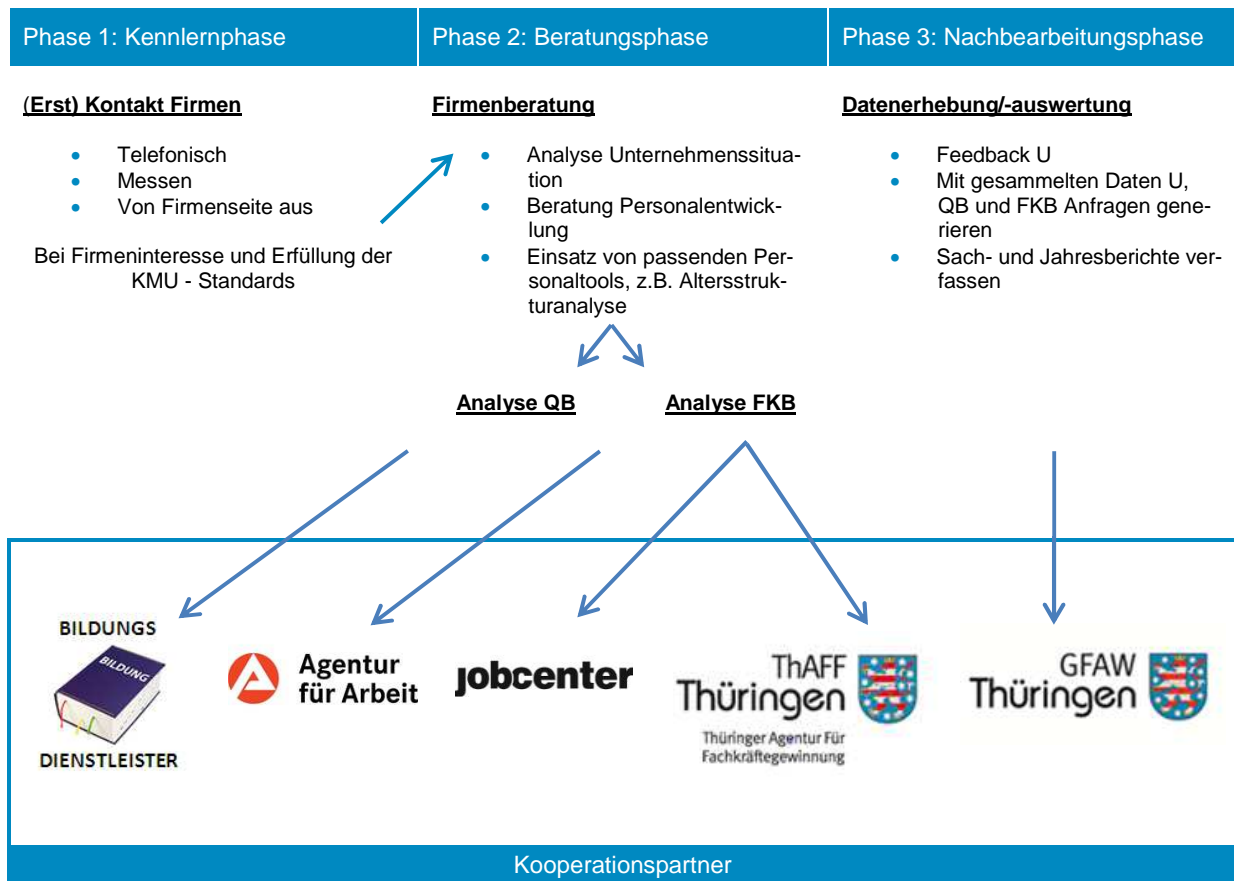 Phase 1: Kennlernphase
Phase 2: Beratungsphase
Phase 3: Nachbearbeitungsphase
(Erst) Kontakt Firmen
• Telefonisch
• Messen
• Von Firmenseite aus
Bei Firmeninteresse und Erfüllung der
KMU - Standards
Firmenberatung
• Analyse Unternehmenssitua-
tion
• Beratung Personalentwick-
lung
• Einsatz von passenden Per-
sonaltools, z.B. Altersstruk-
turanalyse
Datenerhebung/-auswertung
• Feedback U
• Mit gesammelten Daten U,
QB und FKB Anfragen gene-
rieren
• Sach- und Jahresberichte ver-
fassen
Analyse QB
Analyse FKB
BILDUNGS
BILDUNG
DIENSTLEISTER
Agentur
für Arbeit
jobcenter
ThAFF
Thüringen
Thüringer Agentur Für
Fachkräftegewinnung
GFAW
Thüringen
Kooperationspartner